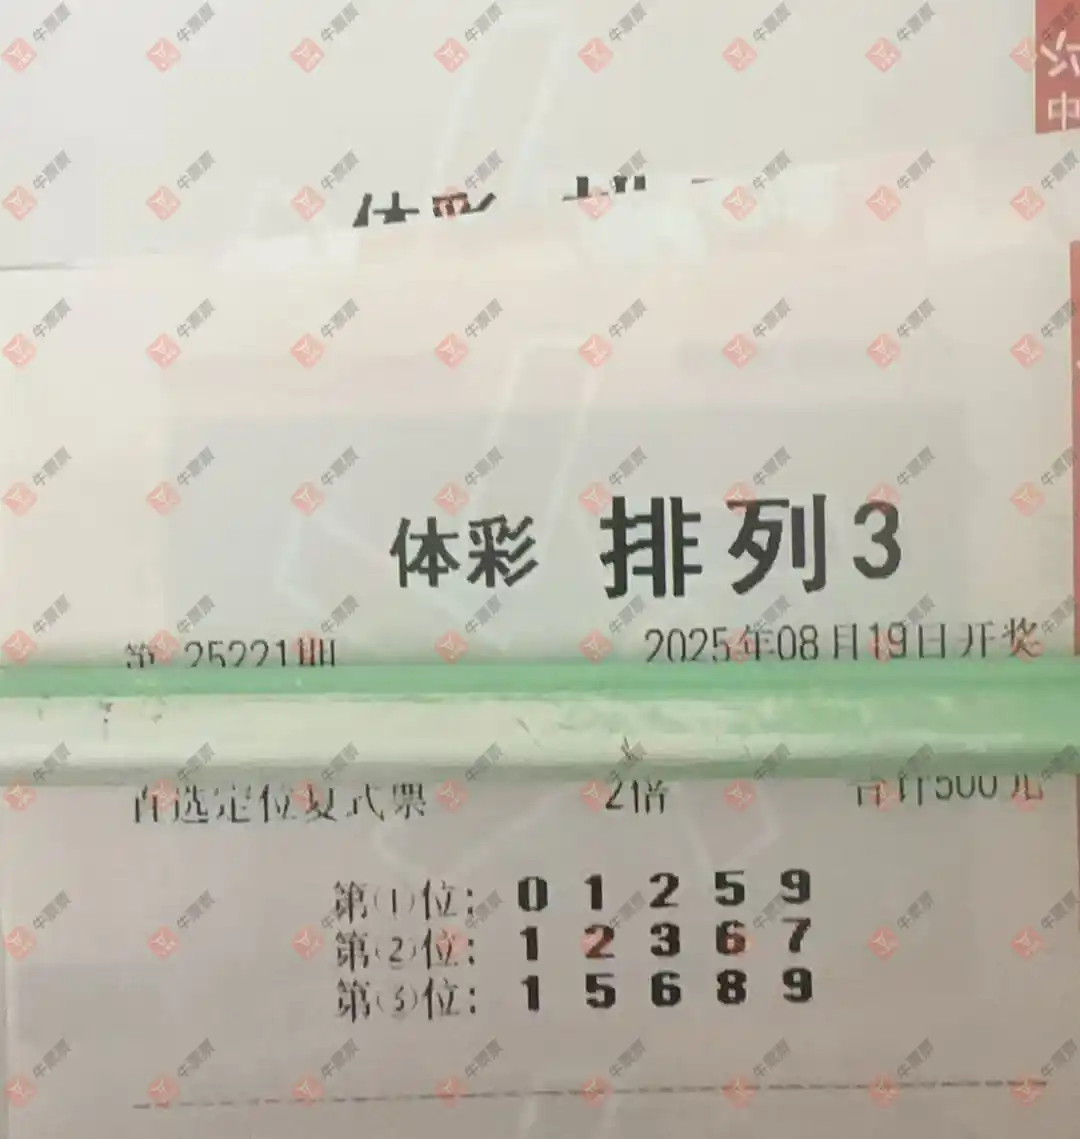 体彩 排列3
第 25221期 2025年08月19日开奖
直选定位复式票 2倍 合计500元
第(1)位: 0 1 2 5 9
第(2)位: 1 2 3 6 7
第(3)位: 1 5 6 8 9
牛票票